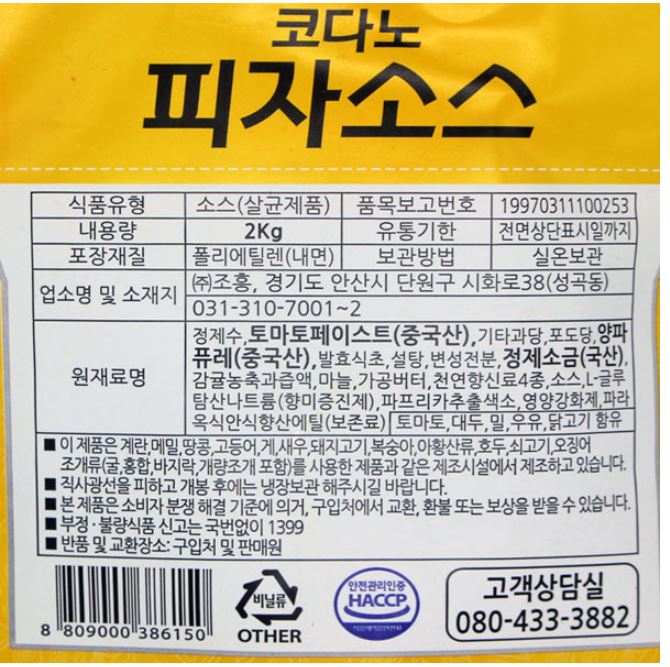 코다노
피자소스
식품유형 소스(살균제품) 품목보고번호 19970311100253
내용량 2Kg 유통기한 전면상단표시일까지
포장재질 폴리에틸렌(내면) 보관방법 실온보관
업소명 및 소재지 ㈜조흥, 경기도 안산시 단원구 시화로38(성곡동)
031-310-7001~2
원재료명 정제수,토마토페이스트(중국산),기타과당,포도당,양파
퓨레(중국산),발효식초,설탕,변성전분,정제소금(국산),
감귤농축과즙액,마늘,가공버터,천연향신료4종,소스,L-글루
탐산나트륨(향미증진제),파프리카추출색소,영양강화제,파라
옥시안식향산에틸(보존료) 토마토,대두,밀,우유,닭고기 함유
■ 이 제품은 계란,메밀,땅콩,고등어,게,새우,돼지고기,복숭아,아황산류,호두,쇠고기,오징어
조개류(굴,홍합,바지락,개량조개 포함)를 사용한 제품과 같은 제조시설에서 제조하고 있습니다.
■ 직사광선을 피하고 개봉 후에는 냉장보관 해주시길 바랍니다.
■ 본 제품은 소비자 분쟁 해결 기준에 의거, 구입처에서 교환, 환불 또는 보상을 받을 수 있습니다.
■ 부정·불량식품 신고는 국번없이 1399
■ 반품 및 교환장소: 구입처 및 판매원
8 809000 386150
비닐류
OTHER
안전관리인증
HACCP
고객상담실
080-433-3882